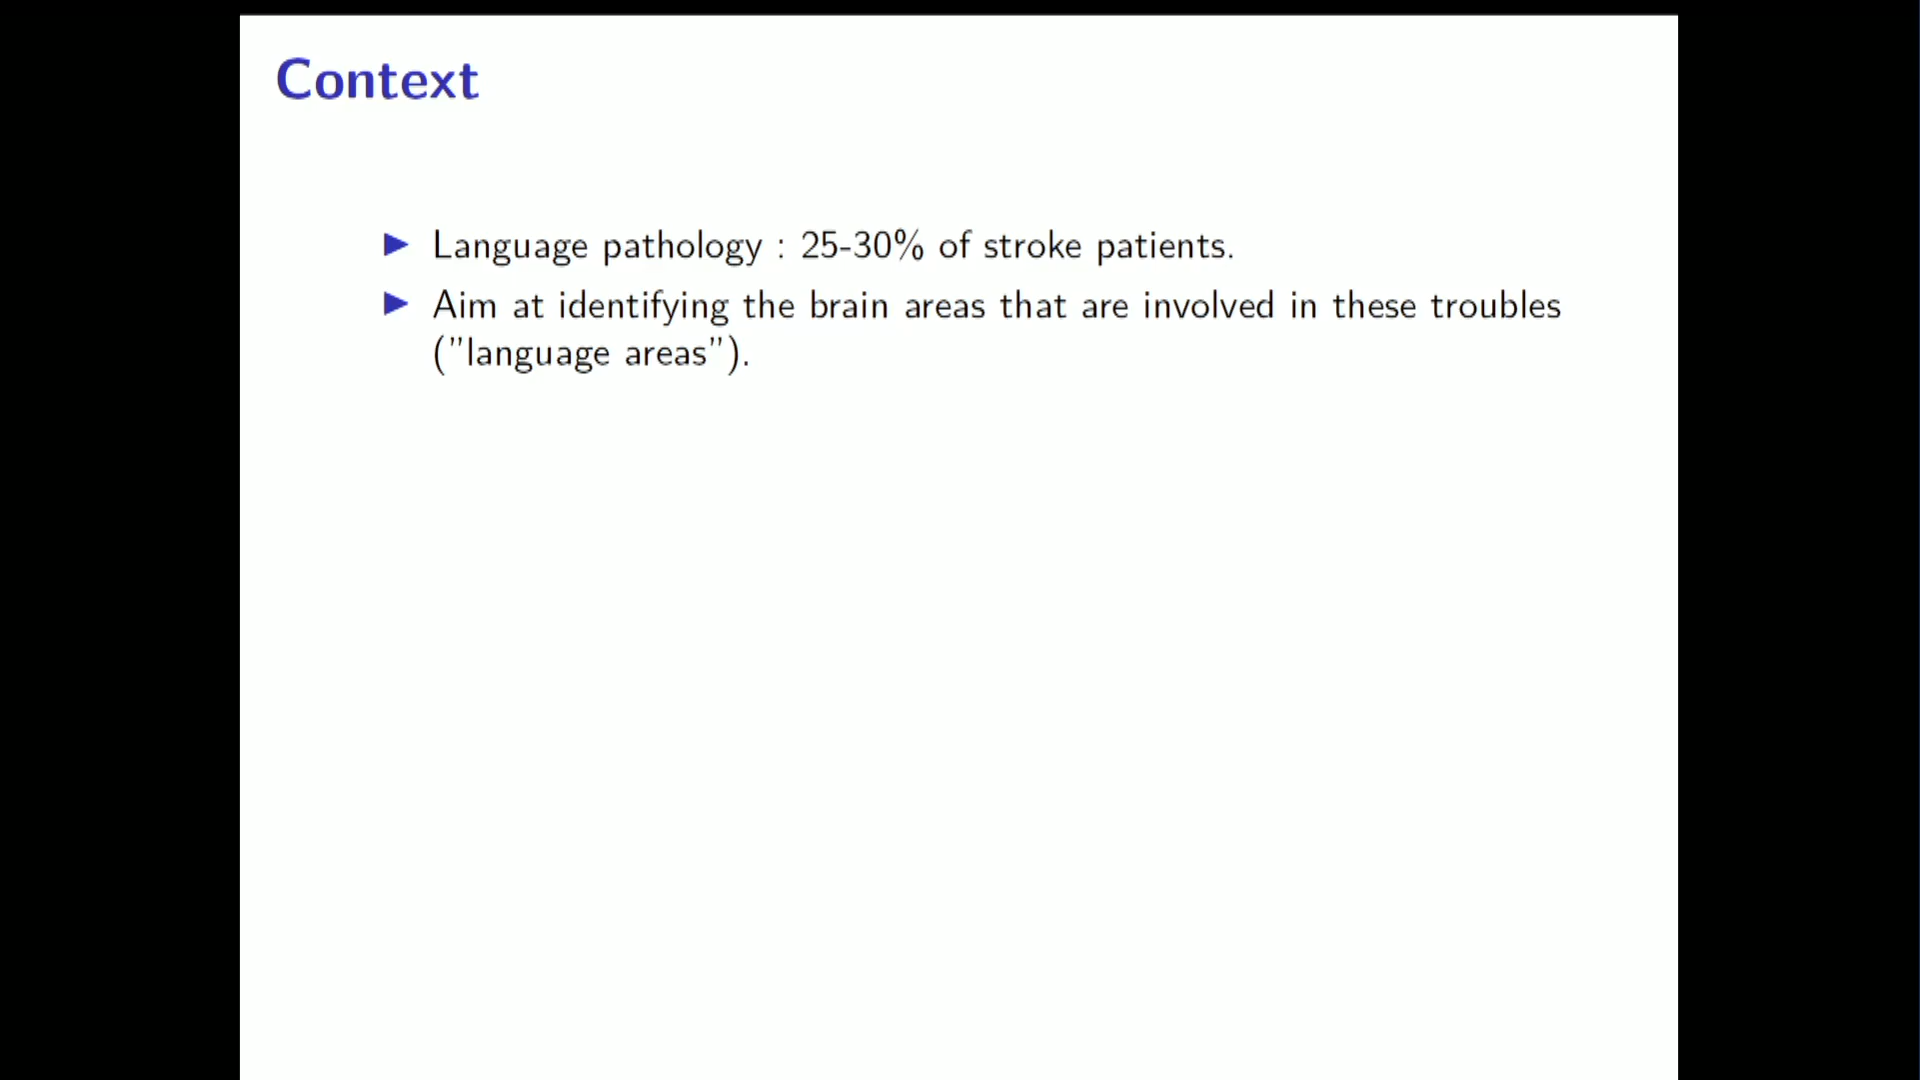 Context
Language pathology : 25-30% of stroke patients.
Aim at identifying the brain areas that are involved in these troubles
("language areas").